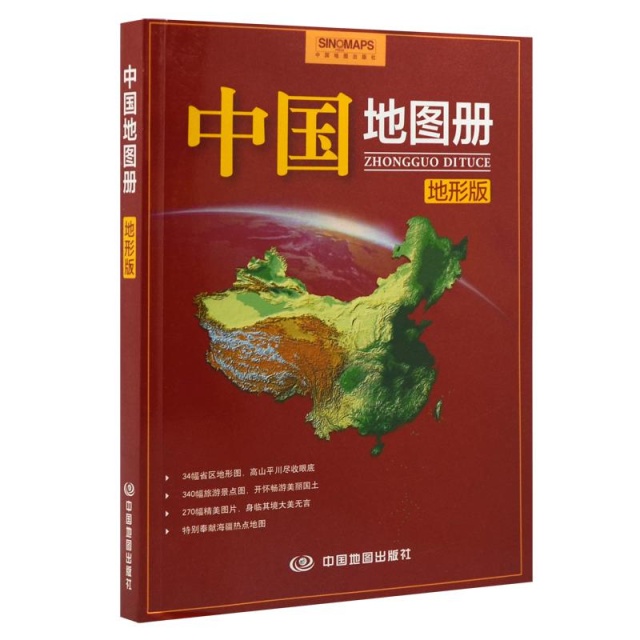 SINOMAPS
中国地图出版社
中国
地图册
ZHONGGUO DITUCE
地形版
34幅省区地形图，高山平川尽收眼底
340幅旅游景点图，开怀畅游美丽国土
270幅精美图片，身临其境大美无言
特别奉献海疆热点地图
中国地图出版社
中国地图册
地形版
中国地图出版社